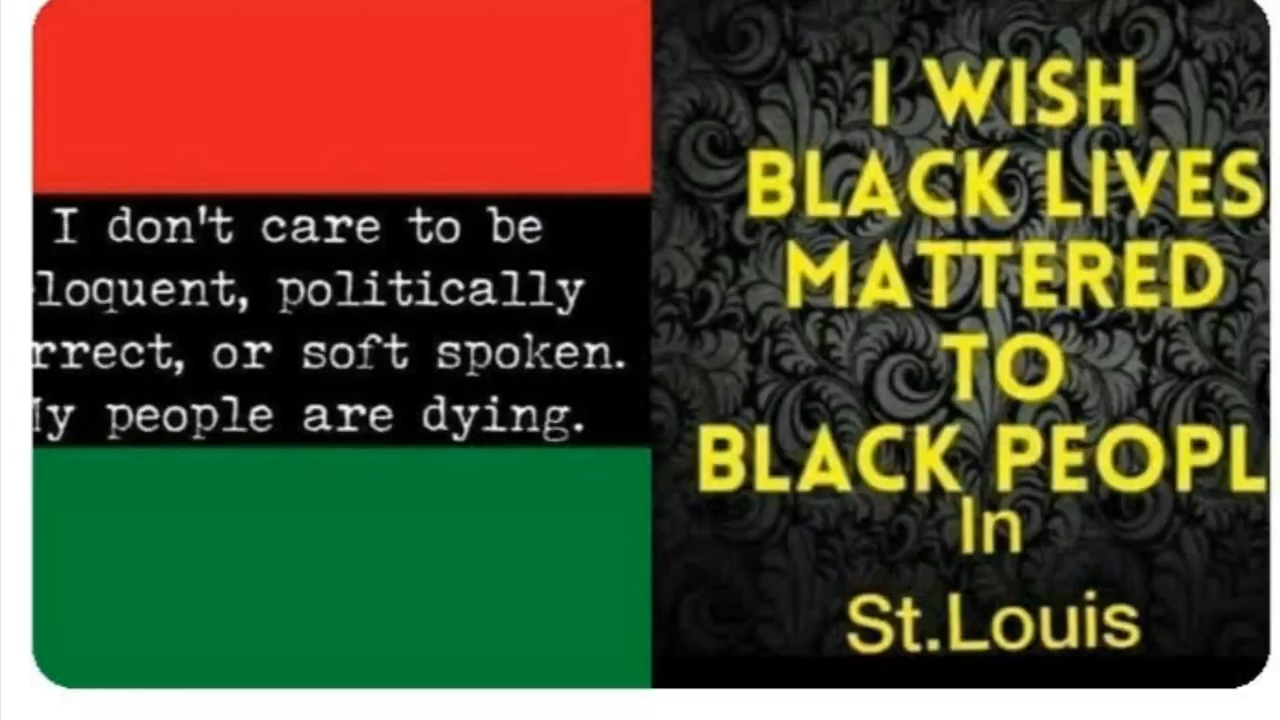 I don't care to be
loquent, politically
rrect, or soft spoken.
My people are dying.
I WISH
BLACK LIVES
MATTERED
TO
BLACK PEOPL
In
St.Louis